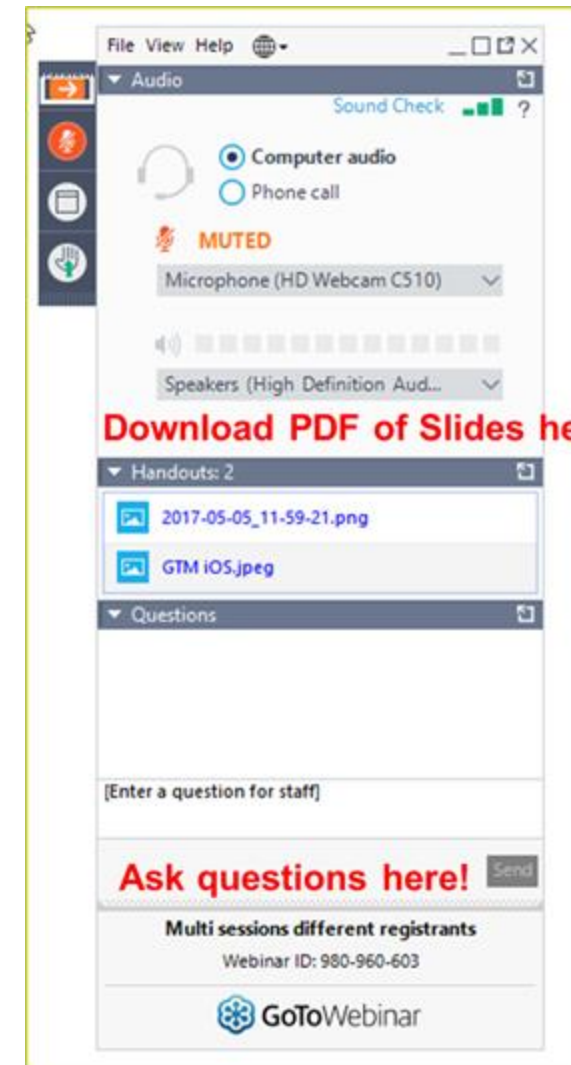 File View Help
Audio
Sound Check ?
Computer audio
Phone call
MUTED
Microphone (HD Webcam C510)
Speakers (High Definition Aud...
Download PDF of Slides he
Handouts: 2
2017-05-05_11-59-21.png
GTM iOS.jpeg
Questions
[Enter a question for staff]
Ask questions here! Send
Multi sessions different registrants
Webinar ID: 980-960-603
GoToWebinar